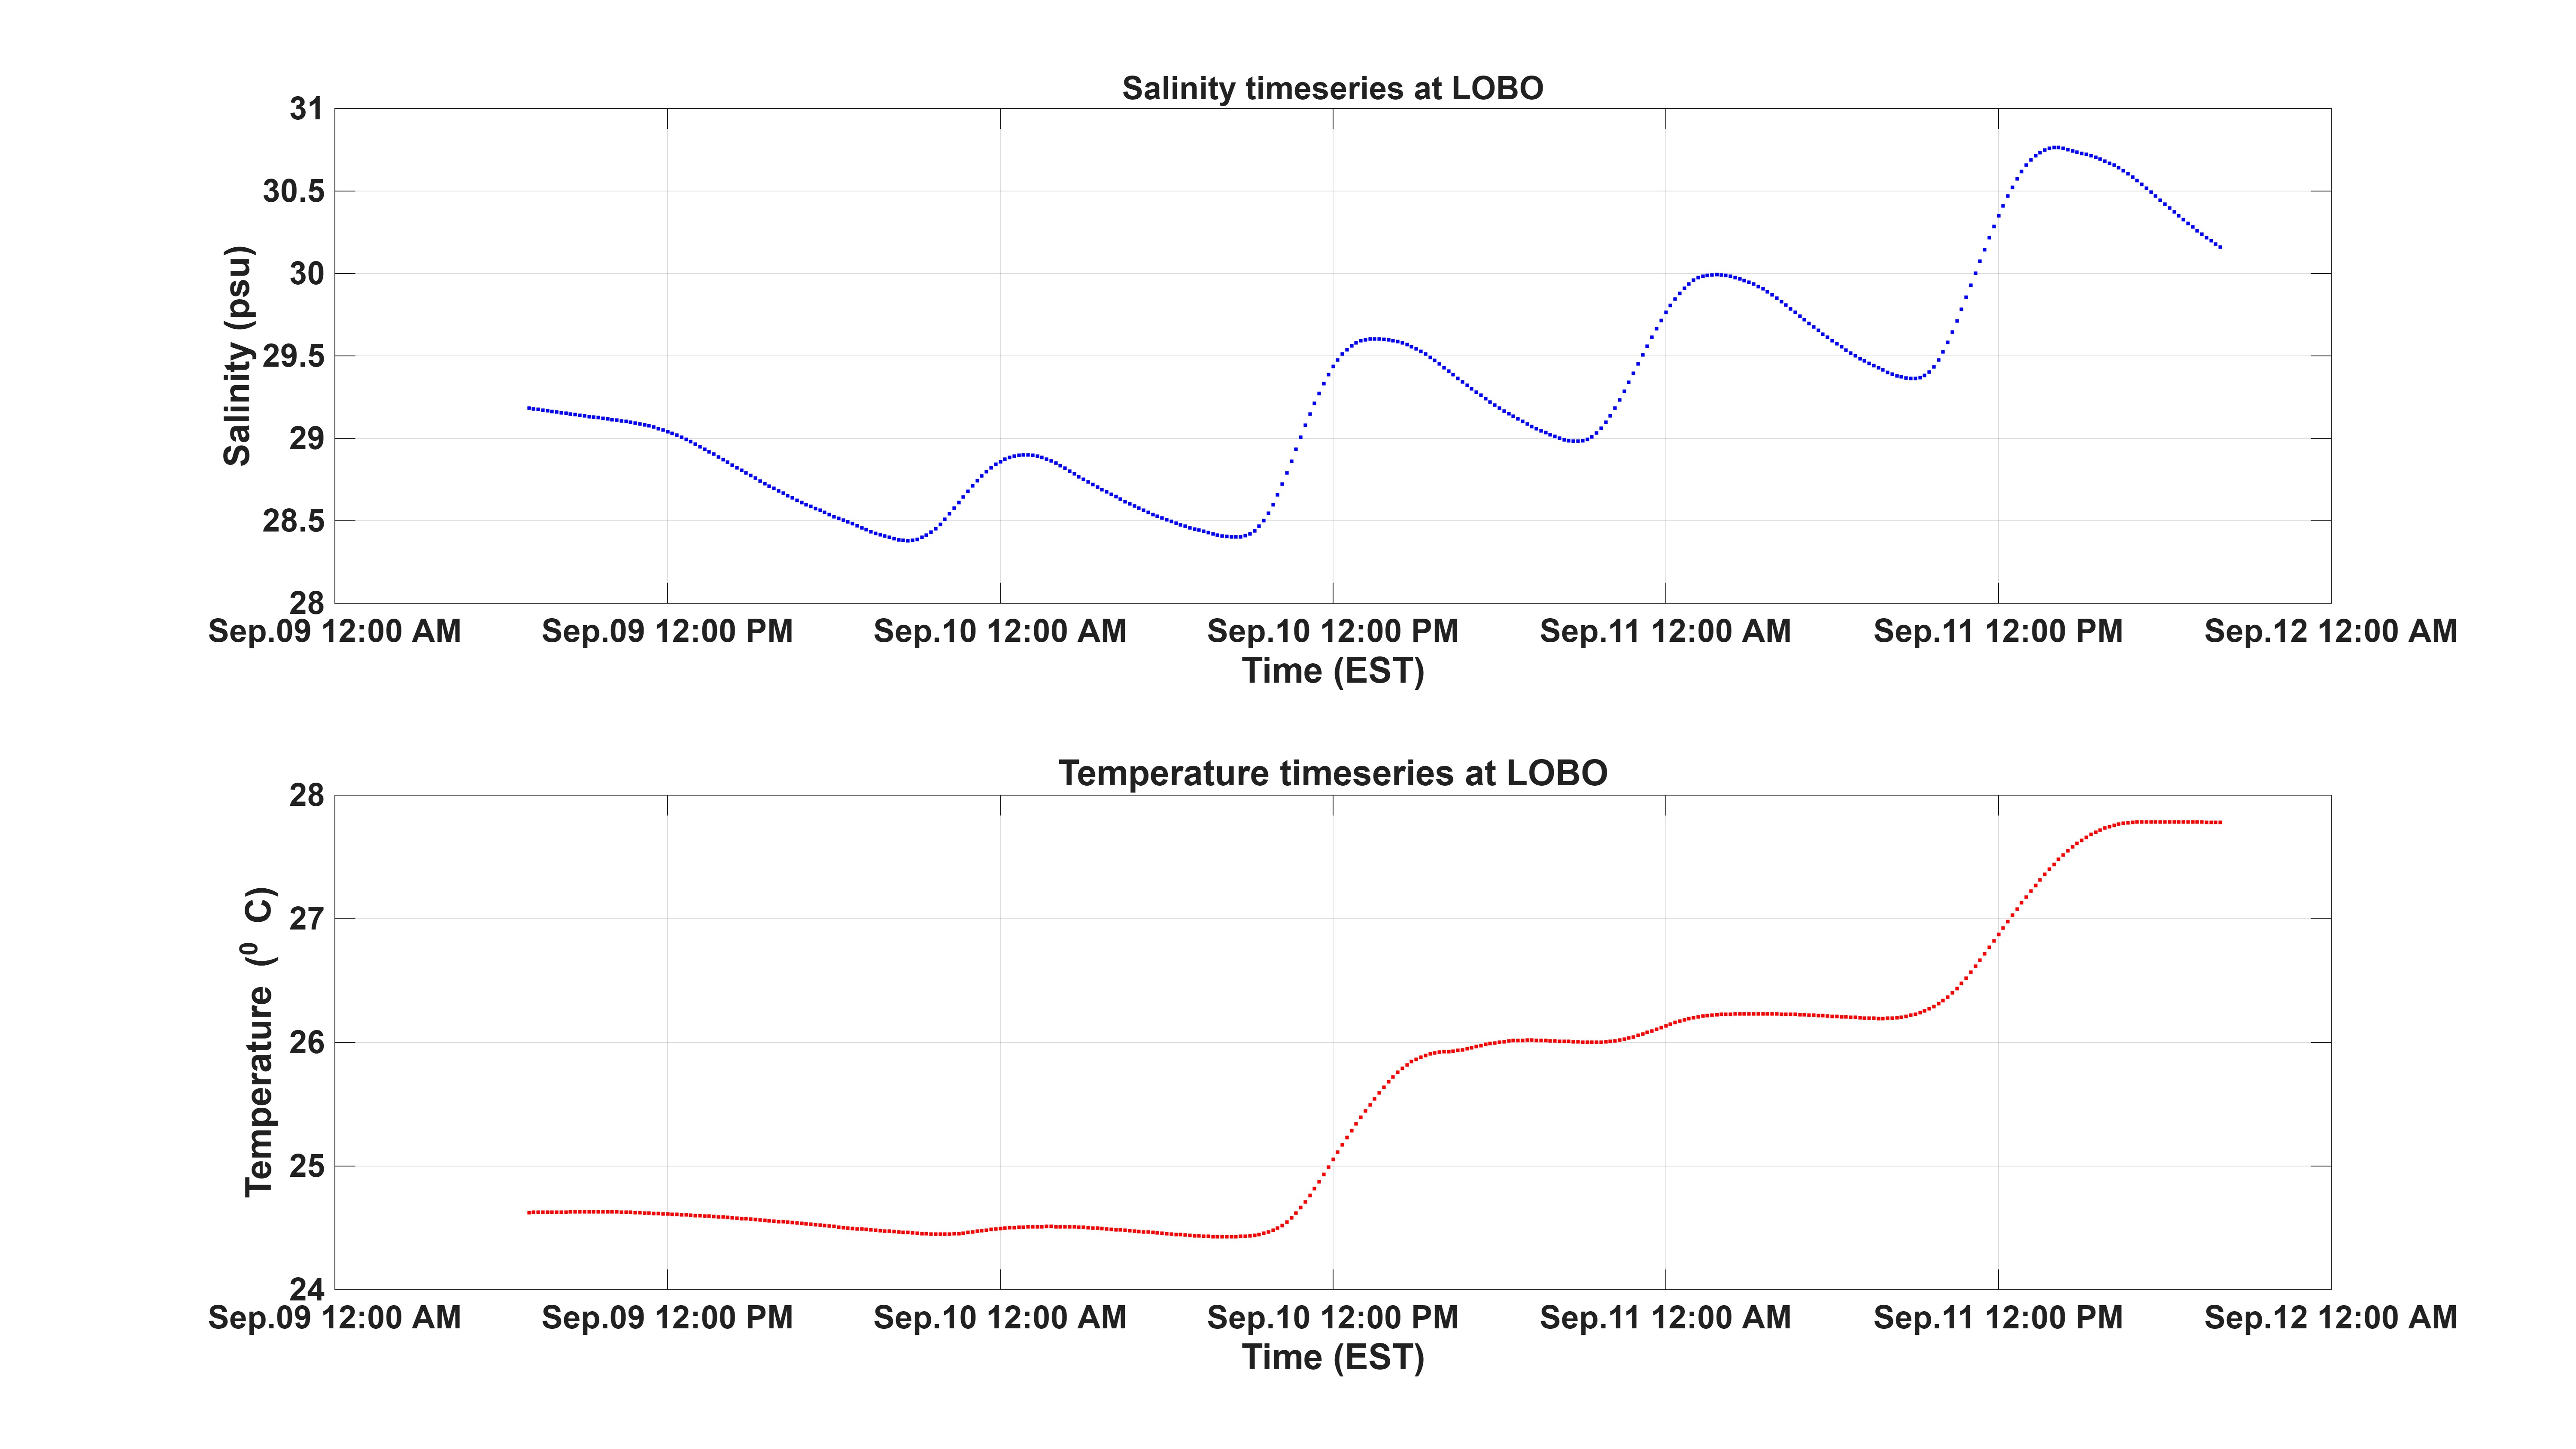 Salinity timeseries at LOBO
31
30.5
30
29.5
29
28.5
28
Salinity (psu)
Sep.09 12:00 AM Sep.09 12:00 PM Sep.10 12:00 AM Sep.10 12:00 PM Sep.11 12:00 AM Sep.11 12:00 PM Sep.12 12:00 AM
Time (EST)
Temperature timeseries at LOBO
28
27
26
25
24
Temperature (⁰ C)
Sep.09 12:00 AM Sep.09 12:00 PM Sep.10 12:00 AM Sep.10 12:00 PM Sep.11 12:00 AM Sep.11 12:00 PM Sep.12 12:00 AM
Time (EST)